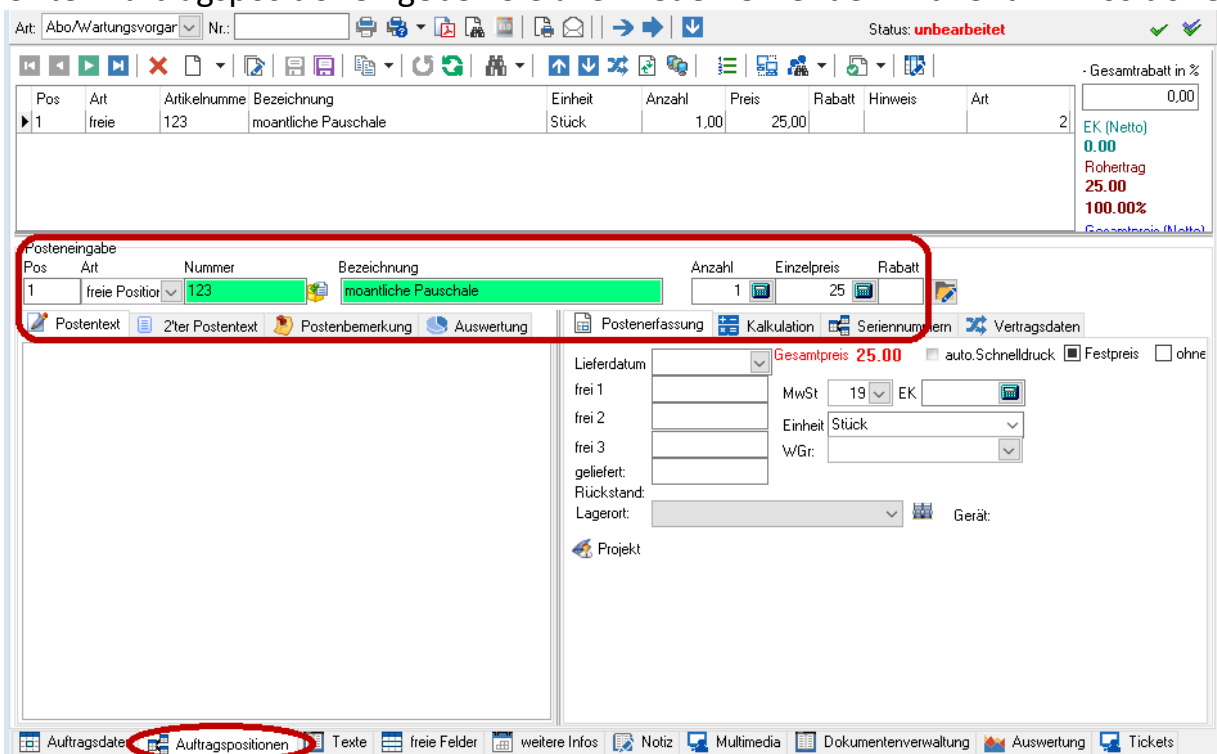 Art: Abo/Wartungsvorgar Nr.: Status: unbearbeitet
- Gesamtrabatt in %
0,00
Pos Art Artikelnumme Bezeichnung Einheit Anzahl Preis Rabatt Hinweis Art
1 freie 123 moantliche Pauschale Stück 1,00 25,00 2
EK (Netto)
0.00
Rohertrag
25.00
100.00%
Gesamtpreis (Netto)
Posteneingabe
Pos Art Nummer Bezeichnung Anzahl Einzelpreis Rabatt
1 freie Position 123 moantliche Pauschale 1 25
Postentext 2'ter Postentext Postenbemerkung Auswertung Postenerfassung Kalkulation Seriennummern Vertragsdaten
Lieferdatum Gesamtpreis 25.00 auto.Schnelldruck Festpreis ohne
frei 1 MwSt 19 EK
frei 2 Einheit Stück
frei 3 WGr:
geliefert:
Rückstand:
Lagerort: Gerät:
Projekt
Auftragsdaten Auftragspositionen Texte freie Felder weitere Infos Notiz Multimedia Dokumentenverwaltung Auswertung Tickets